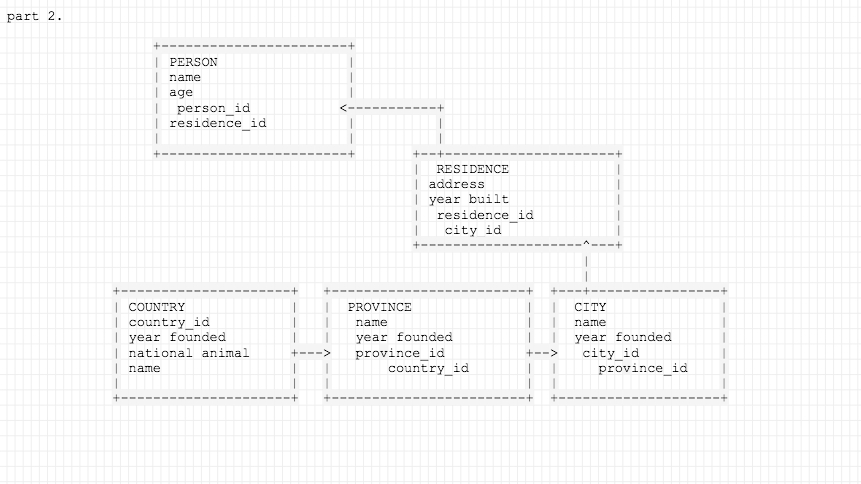 part 2.
PERSON
name
age
person_id
residence_id
RESIDENCE
address
year built
residence_id
city id
COUNTRY
country_id
year founded
national animal
name
PROVINCE
name
year founded
province_id
country_id
CITY
name
year founded
city_id
province_id